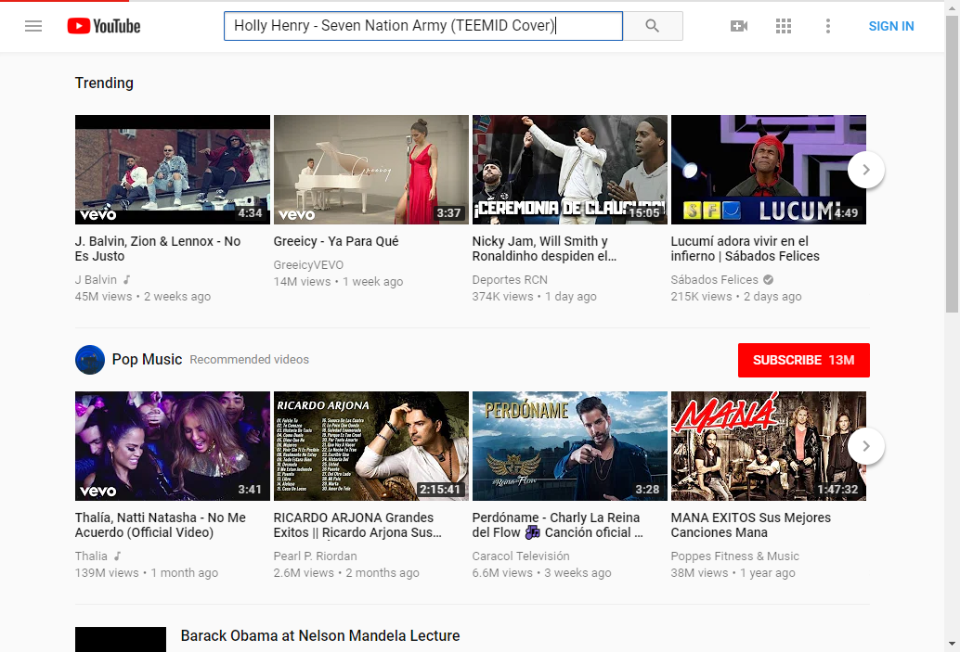 YouTube
Holly Henry - Seven Nation Army (TEEMID Cover)
SIGN IN
Trending
vevo
4:34
Greeicy
vevo
3:37
¡CEREMONIA DE CLAUSURA!
15:05
SFC LUCUMí
4:49
J. Balvin, Zion & Lennox - No
Es Justo
J Balvin
45M views • 2 weeks ago
Greeicy - Ya Para Qué
GreeicyVEVO
14M views • 1 week ago
Nicky Jam, Will Smith y
Ronaldinho despiden el...
Deportes RCN
374K views • 1 day ago
Lucumí adora vivir en el
infierno | Sábados Felices
Sábados Felices
215K views • 2 days ago
Pop Music Recommended videos
SUBSCRIBE 13M
vevo
3:41
RICARDO ARJONA
2:15:41
PERDÓNAME
3:28
MANÁ
1:47:32
Thalía, Natti Natasha - No Me
Acuerdo (Official Video)
Thalia
139M views • 1 month ago
RICARDO ARJONA Grandes
Exitos || Ricardo Arjona Sus...
Pearl P. Riordan
2.6M views • 2 months ago
Perdóname - Charly La Reina
del Flow 🎶 Canción oficial ...
Caracol Televisión
6.6M views • 3 weeks ago
MANA EXITOS Sus Mejores
Canciones Mana
Poppes Fitness & Music
38M views • 1 year ago
Barack Obama at Nelson Mandela Lecture